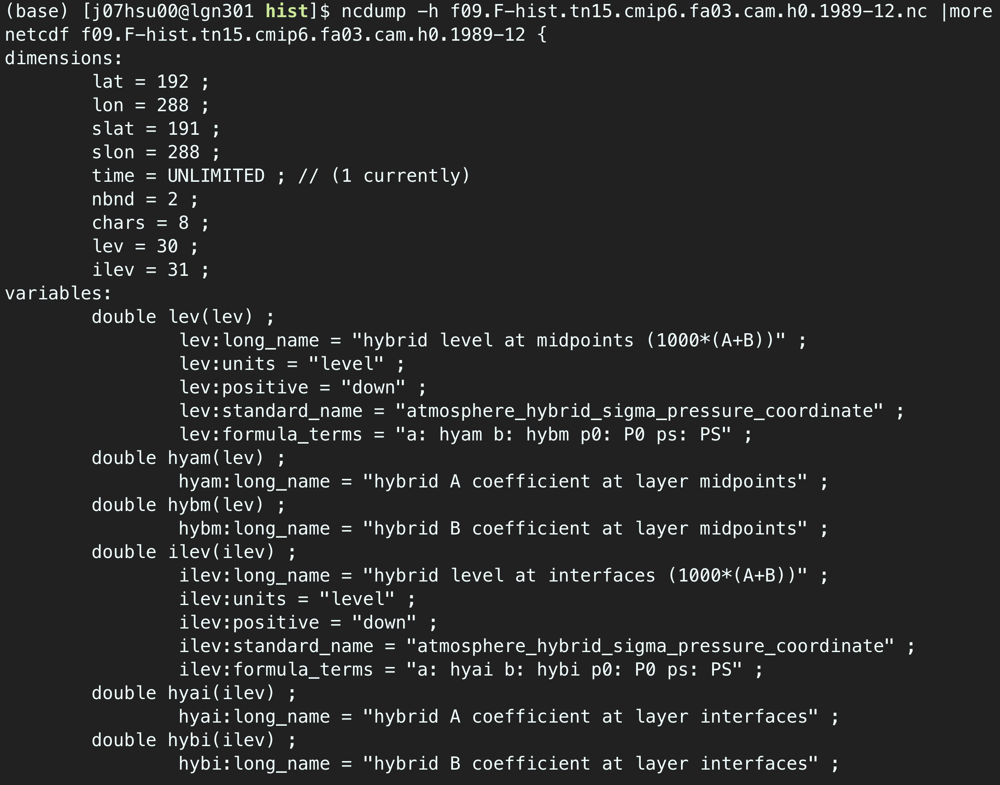 (base) [j07hsu00@lgn301 hist]$ ncdump -h f09.F-hist.tn15.cmip6.fa03.cam.h0.1989-12.nc |more
netcdf f09.F-hist.tn15.cmip6.fa03.cam.h0.1989-12 {
dimensions:
        lat = 192 ;
        lon = 288 ;
        slat = 191 ;
        slon = 288 ;
        time = UNLIMITED ; // (1 currently)
        nbnd = 2 ;
        chars = 8 ;
        lev = 30 ;
        ilev = 31 ;
variables:
        double lev(lev) ;
                lev:long_name = "hybrid level at midpoints (1000*(A+B))" ;
                lev:units = "level" ;
                lev:positive = "down" ;
                lev:standard_name = "atmosphere_hybrid_sigma_pressure_coordinate" ;
                lev:formula_terms = "a: hyam b: hybm p0: P0 ps: PS" ;
        double hyam(lev) ;
                hyam:long_name = "hybrid A coefficient at layer midpoints" ;
        double hybm(lev) ;
                hybm:long_name = "hybrid B coefficient at layer midpoints" ;
        double ilev(ilev) ;
                ilev:long_name = "hybrid level at interfaces (1000*(A+B))" ;
                ilev:units = "level" ;
                ilev:positive = "down" ;
                ilev:standard_name = "atmosphere_hybrid_sigma_pressure_coordinate" ;
                ilev:formula_terms = "a: hyai b: hybi p0: P0 ps: PS" ;
        double hyai(ilev) ;
                hyai:long_name = "hybrid A coefficient at layer interfaces" ;
        double hybi(ilev) ;
                hybi:long_name = "hybrid B coefficient at layer interfaces" ;